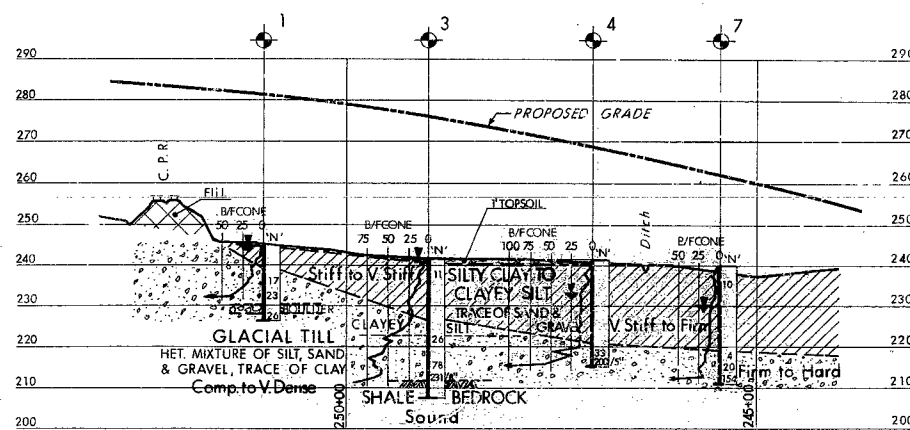 1 3 4 7
290 290
280 280
PROPOSED GRADE
270 270
C. P. R.
260 260
Fill
1' TOPSOIL
Ditch
B/FCONE B/FCONE B/FCONE B/FCONE
250 50 25 0 75 50 25 0 100 75 50 25 0 50 25 0 250
'N' 'N' 'N' 'N'
240 240
Stiff to V. Stiff 11 SILTY CLAY TO 10
17 CLAYEY SILT
23
230 BOULDER CLAYEY SILT TRACE OF SAND & GRAVEL V. Stiff to Firm 230
26
GLACIAL TILL 26
220 HET. MIXTURE OF SILT, SAND 33 4 220
& GRAVEL, TRACE OF CLAY 78 20 Firm to Hard
Comp. to V. Dense
210 210
SHALE BEDROCK
Sound
250+00 245+00
200 200